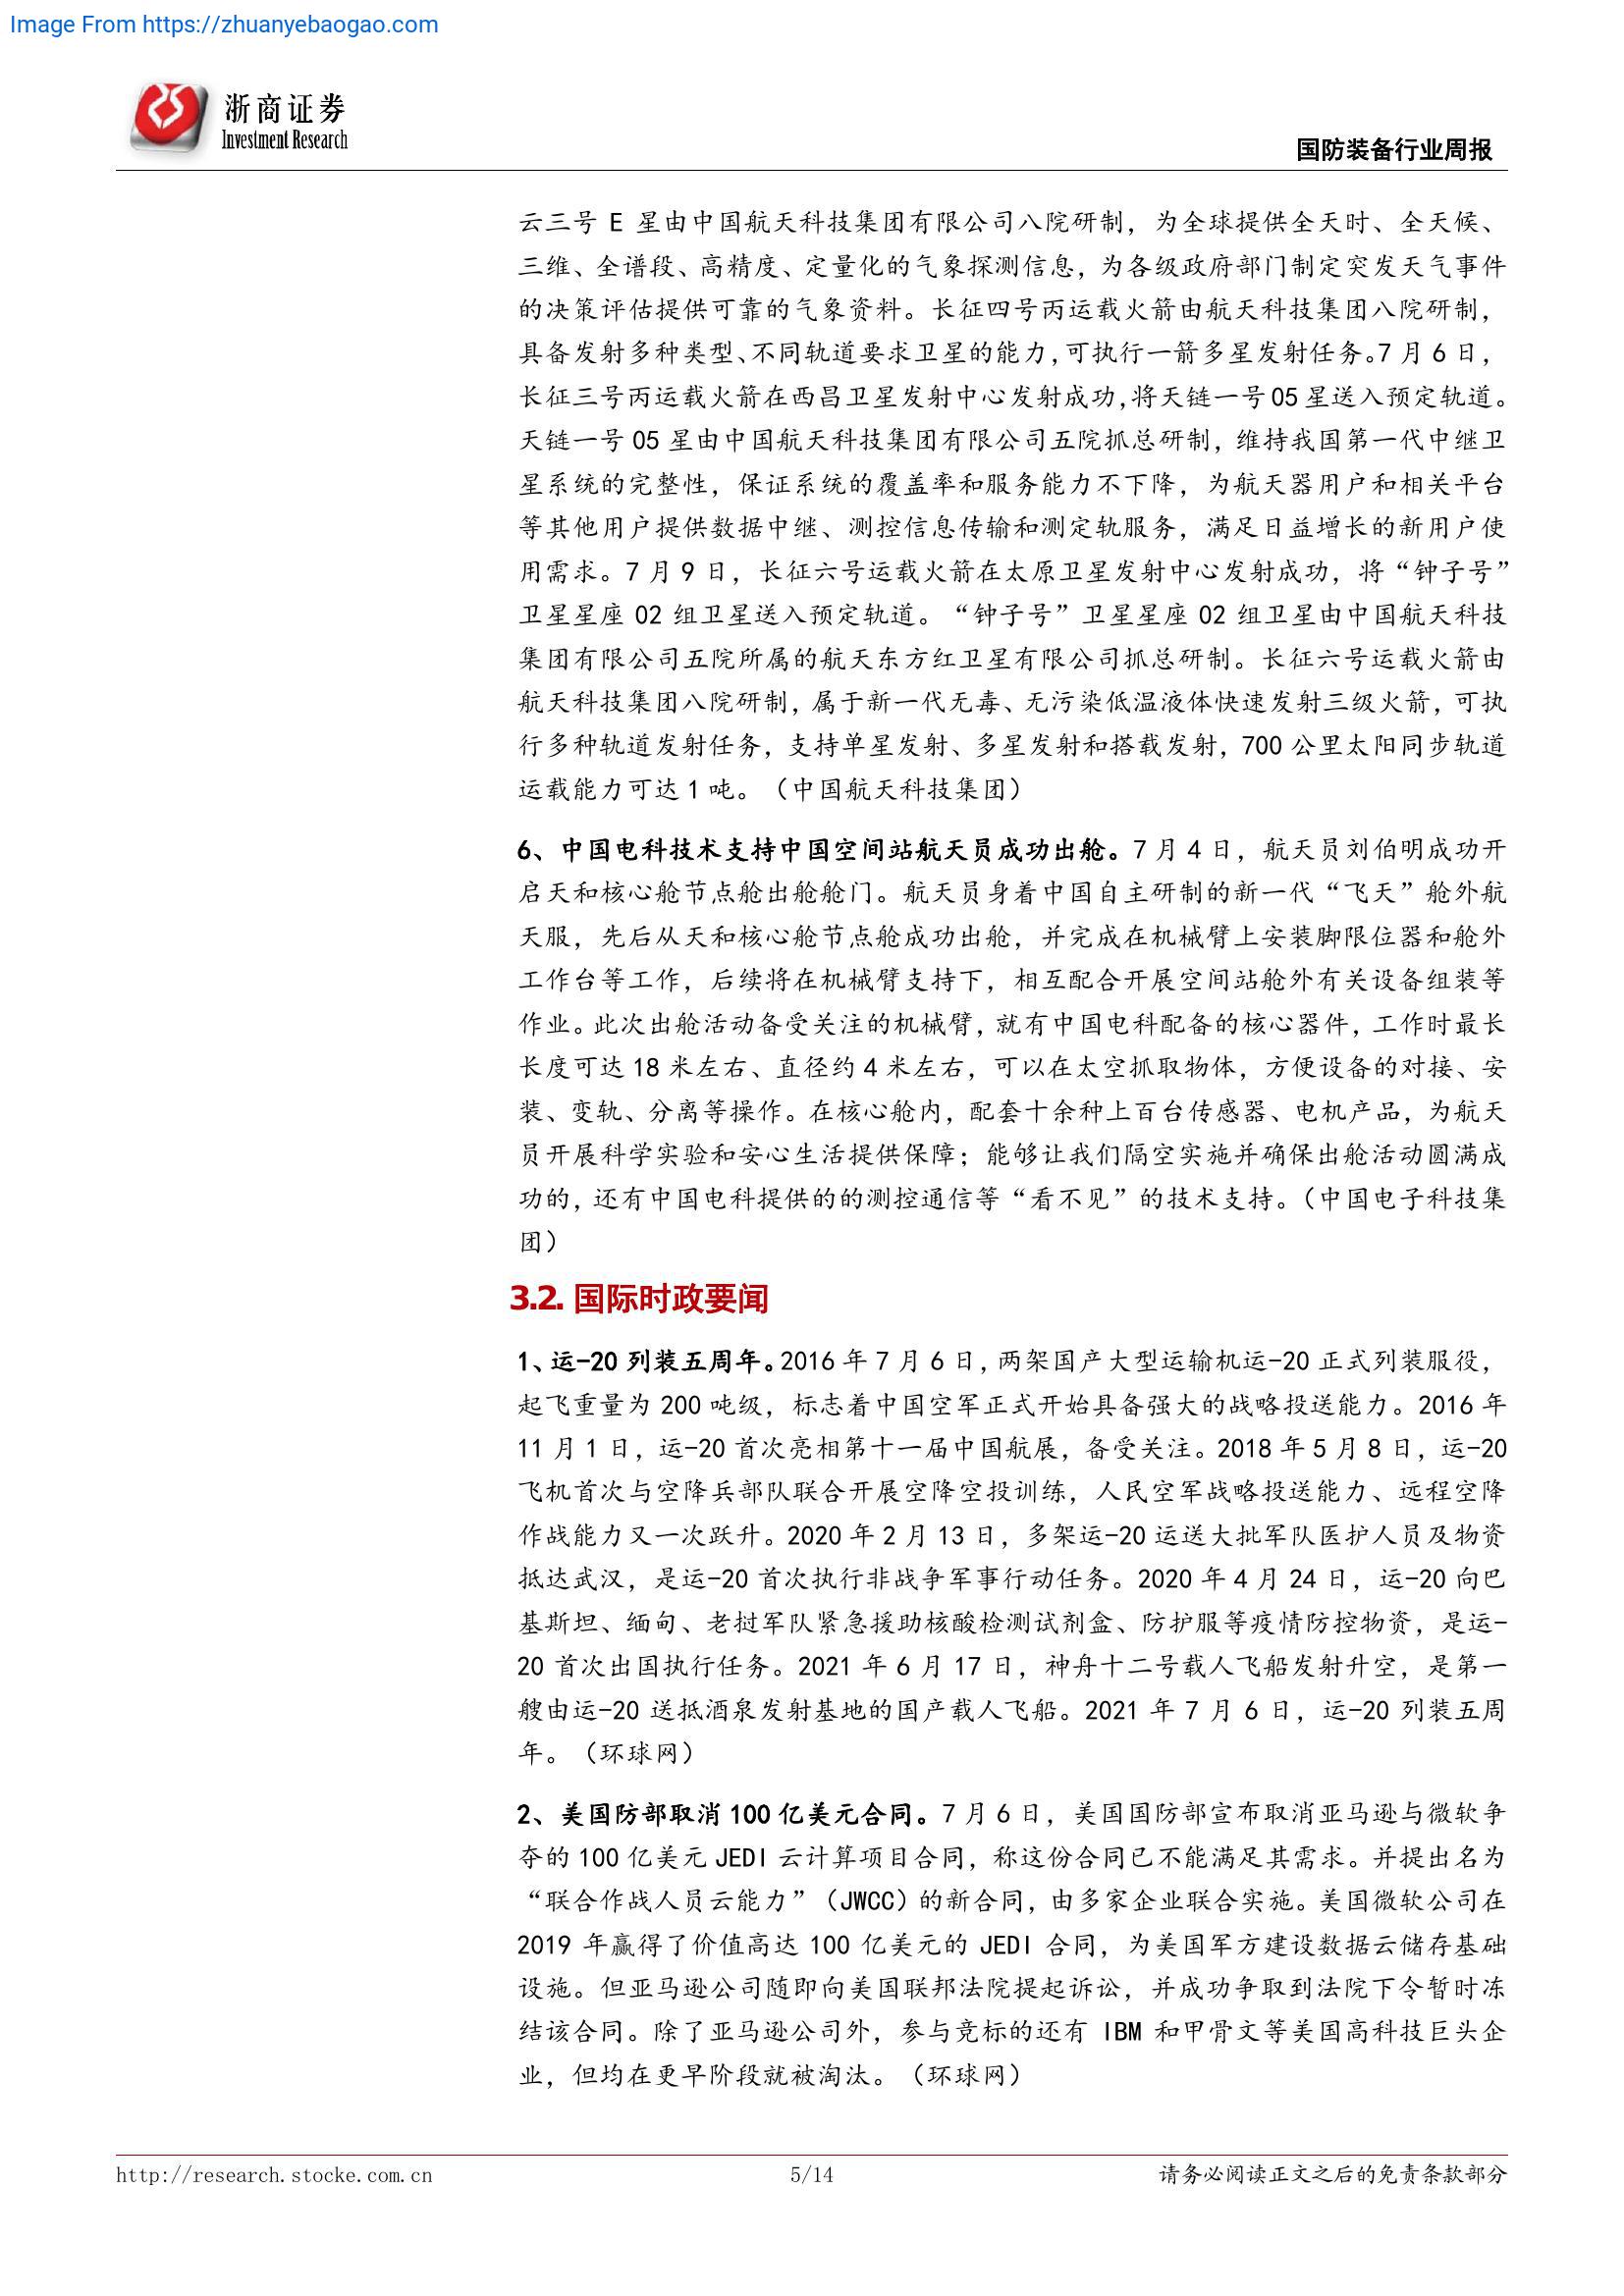 Image From https://zhuanyebaogao.com
浙商证券
Investment Research
国防装备行业周报
云三号 E 星由中国航天科技集团有限公司八院研制，为全球提供全天时、全天候、
三维、全谱段、高精度、定量化的气象探测信息，为各级政府部门制定突发天气事件
的决策评估提供可靠的气象资料。长征四号丙运载火箭由航天科技集团八院研制，
具备发射多种类型、不同轨道要求卫星的能力，可执行一箭多星发射任务。7 月 6 日，
长征三号丙运载火箭在西昌卫星发射中心发射成功，将天链一号 05 星送入预定轨道。
天链一号 05 星由中国航天科技集团有限公司五院抓总研制，维持我国第一代中继卫
星系统的完整性，保证系统的覆盖率和服务能力不下降，为航天器用户和相关平台
等其他用户提供数据中继、测控信息传输和测定轨服务，满足日益增长的新用户使
用需求。7 月 9 日，长征六号运载火箭在太原卫星发射中心发射成功，将“钟子号”
卫星星座 02 组卫星送入预定轨道。“钟子号”卫星星座 02 组卫星由中国航天科技
集团有限公司五院所属的航天东方红卫星有限公司抓总研制。长征六号运载火箭由
航天科技集团八院研制，属于新一代无毒、无污染低温液体快速发射三级火箭，可执
行多种轨道发射任务，支持单星发射、多星发射和搭载发射，700 公里太阳同步轨道
运载能力可达 1 吨。（中国航天科技集团）
6、中国电科技术支持中国空间站航天员成功出舱。7 月 4 日，航天员刘伯明成功开
启天和核心舱节点舱出舱舱门。航天员身着中国自主研制的新一代“飞天”舱外航
天服，先后从天和核心舱节点舱成功出舱，并完成在机械臂上安装脚限位器和舱外
工作台等工作，后续将在机械臂支持下，相互配合开展空间站舱外有关设备组装等
作业。此次出舱活动备受关注的机械臂，就有中国电科配备的核心器件，工作时最长
长度可达 18 米左右、直径约 4 米左右，可以在太空抓取物体，方便设备的对接、安
装、变轨、分离等操作。在核心舱内，配套十余种上百台传感器、电机产品，为航天
员开展科学实验和安心生活提供保障；能够让我们隔空实施并确保出舱活动圆满成
功的，还有中国电科提供的的测控通信等“看不见”的技术支持。（中国电子科技集
团）
3.2. 国际时政要闻
1、运-20 列装五周年。2016 年 7 月 6 日，两架国产大型运输机运-20 正式列装服役，
起飞重量为 200 吨级，标志着中国空军正式开始具备强大的战略投送能力。2016 年
11 月 1 日，运-20 首次亮相第十一届中国航展，备受关注。2018 年 5 月 8 日，运-20
飞机首次与空降兵部队联合开展空降空投训练，人民空军战略投送能力、远程空降
作战能力又一次跃升。2020 年 2 月 13 日，多架运-20 运送大批军队医护人员及物资
抵达武汉，是运-20 首次执行非战争军事行动任务。2020 年 4 月 24 日，运-20 向巴
基斯坦、缅甸、老挝军队紧急援助核酸检测试剂盒、防护服等疫情防控物资，是运-
20 首次出国执行任务。2021 年 6 月 17 日，神舟十二号载人飞船发射升空，是第一
艘由运-20 送抵酒泉发射基地的国产载人飞船。2021 年 7 月 6 日，运-20 列装五周
年。（环球网）
2、美国防部取消 100 亿美元合同。7 月 6 日，美国国防部宣布取消亚马逊与微软争
夺的 100 亿美元 JEDI 云计算项目合同，称这份合同已不能满足其需求。并提出名为
“联合作战人员云能力”（JWCC）的新合同，由多家企业联合实施。美国微软公司在
2019 年赢得了价值高达 100 亿美元的 JEDI 合同，为美国军方建设数据云储存基础
设施。但亚马逊公司随即向美国联邦法院提起诉讼，并成功争取到法院下令暂时冻
结该合同。除了亚马逊公司外，参与竞标的还有 IBM 和甲骨文等美国高科技巨头企
业，但均在更早阶段就被淘汰。（环球网）
http://research.stocke.com.cn
5/14
请务必阅读正文之后的免责条款部分